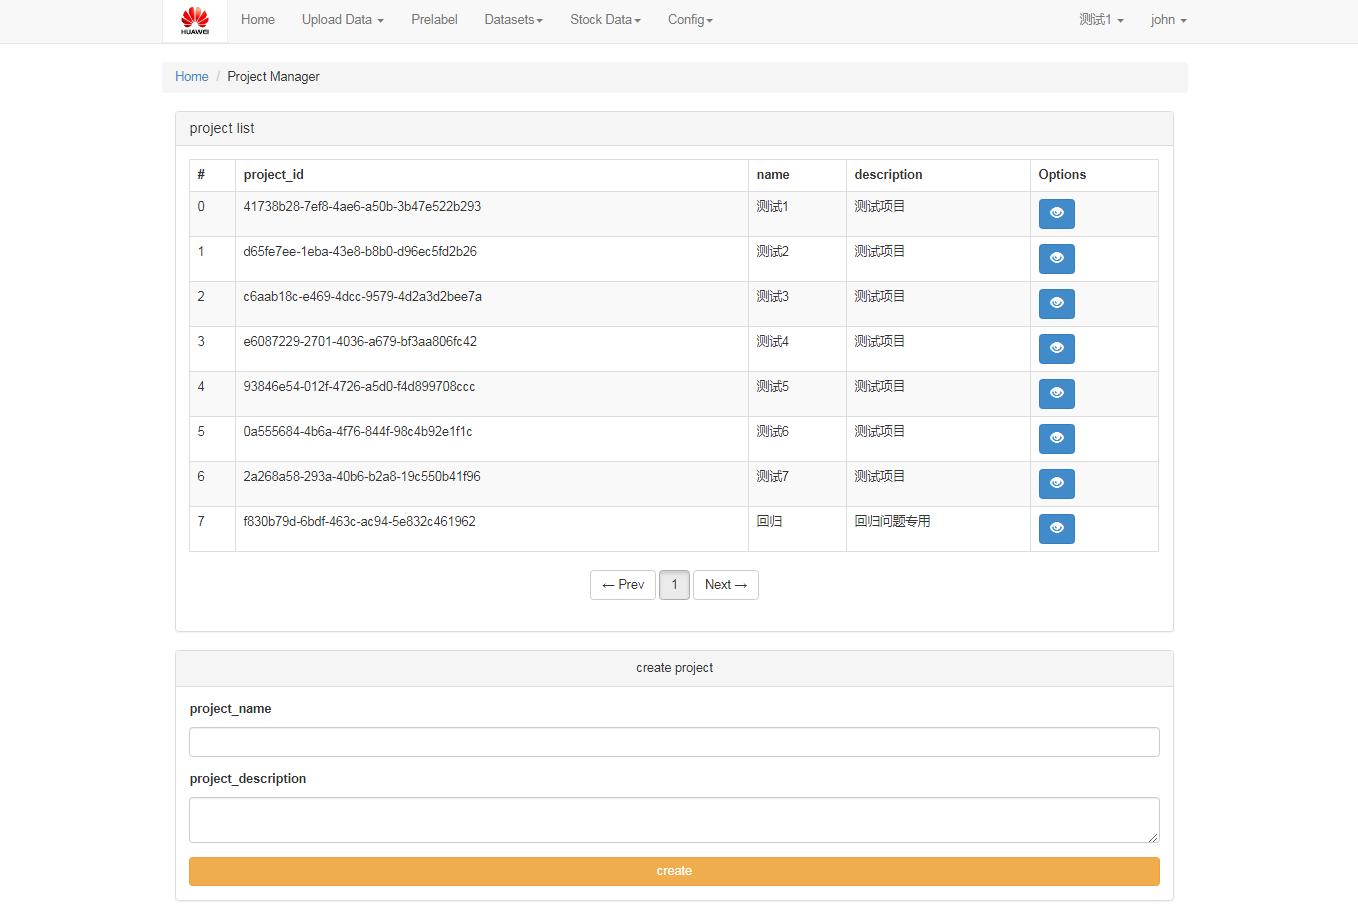 HUAWEI Home Upload Data Prelabel Datasets Stock Data Config 测试1 john
Home / Project Manager
project list
# project_id name description Options
0 41738b28-7ef8-4ae6-a50b-3b47e522b293 测试1 测试项目
1 d65fe7ee-1eba-43e8-b8b0-d96ec5fd2b26 测试2 测试项目
2 c6aab18c-e469-4dcc-9579-4d2a3d2bee7a 测试3 测试项目
3 e6087229-2701-4036-a679-bf3aa806fc42 测试4 测试项目
4 93846e54-012f-4726-a5d0-f4d899708ccc 测试5 测试项目
5 0a555684-4b6a-4f76-844f-98c4b92e1f1c 测试6 测试项目
6 2a268a58-293a-40b6-b2a8-19c550b41f96 测试7 测试项目
7 f830b79d-6bdf-463c-ac94-5e832c461962 回归 回归问题专用
← Prev 1 Next →
create project
project_name
project_description
create